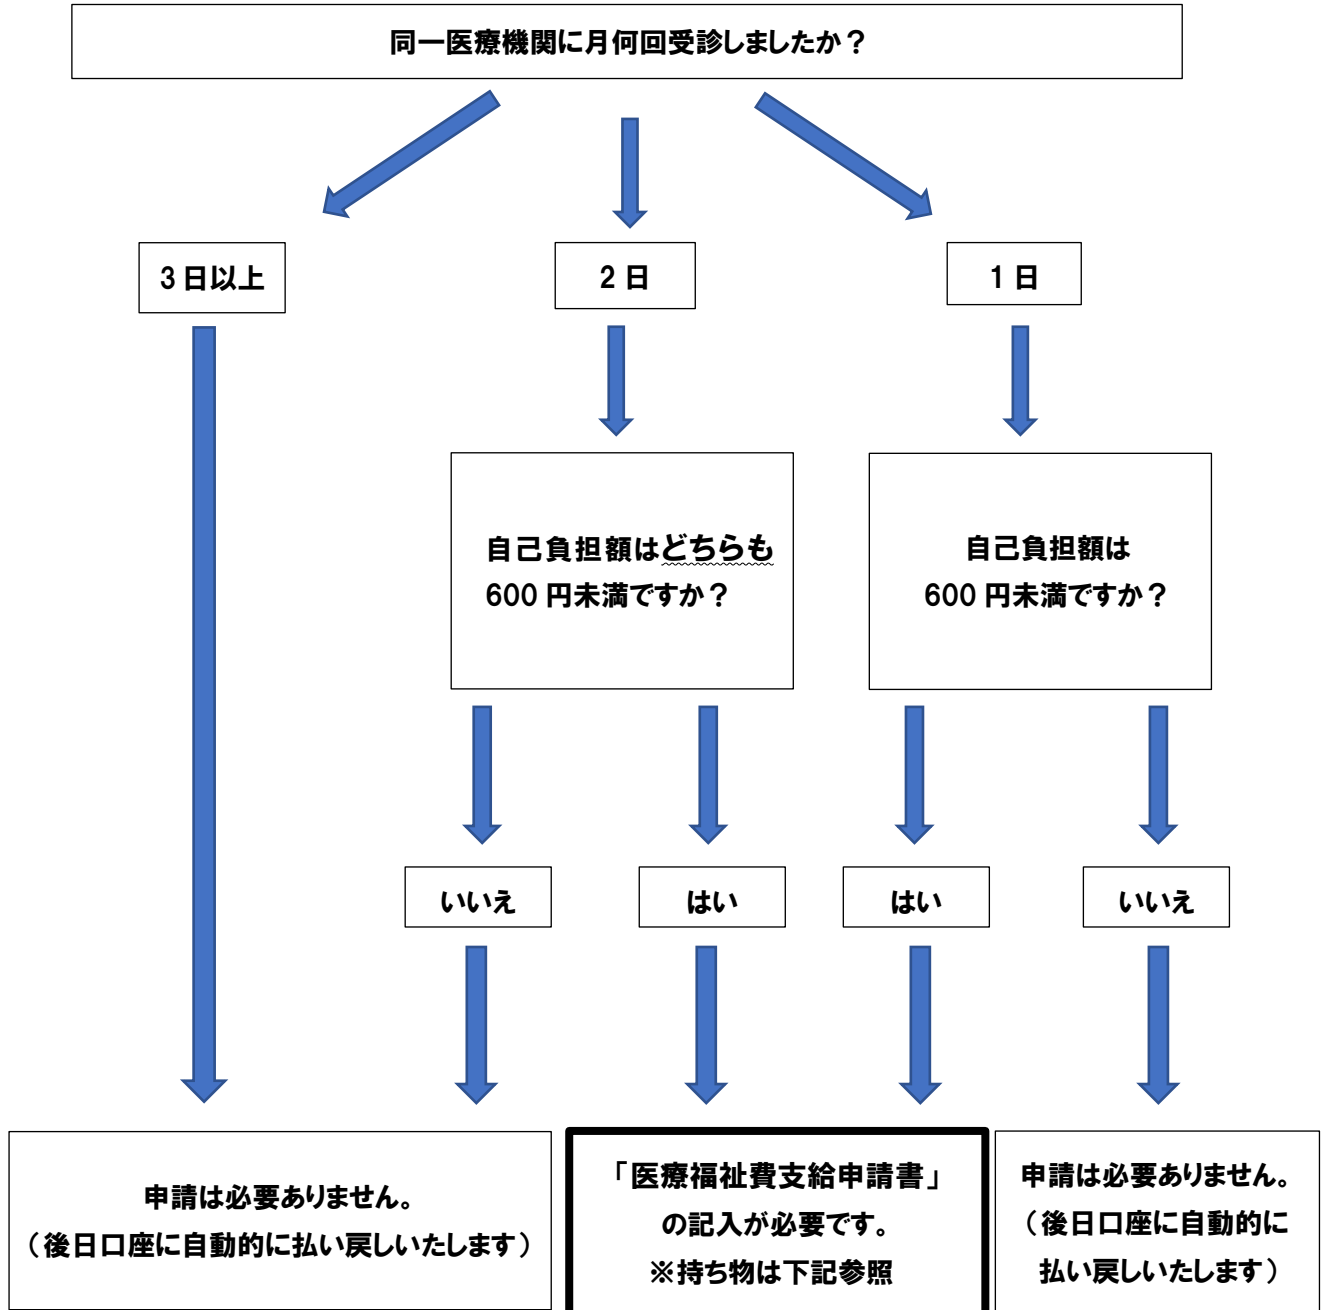 同一医療機関に月何回受診しましたか？
3日以上
2日
1日
自己負担額はどちらも
600円未満ですか？
自己負担額は
600円未満ですか？
いいえ
はい
はい
いいえ
申請は必要ありません。
（後日口座に自動的に払い戻しいたします）
「医療福祉費支給申請書」
の記入が必要です。
※持ち物は下記参照
申請は必要ありません。
（後日口座に自動的に
払い戻しいたします）